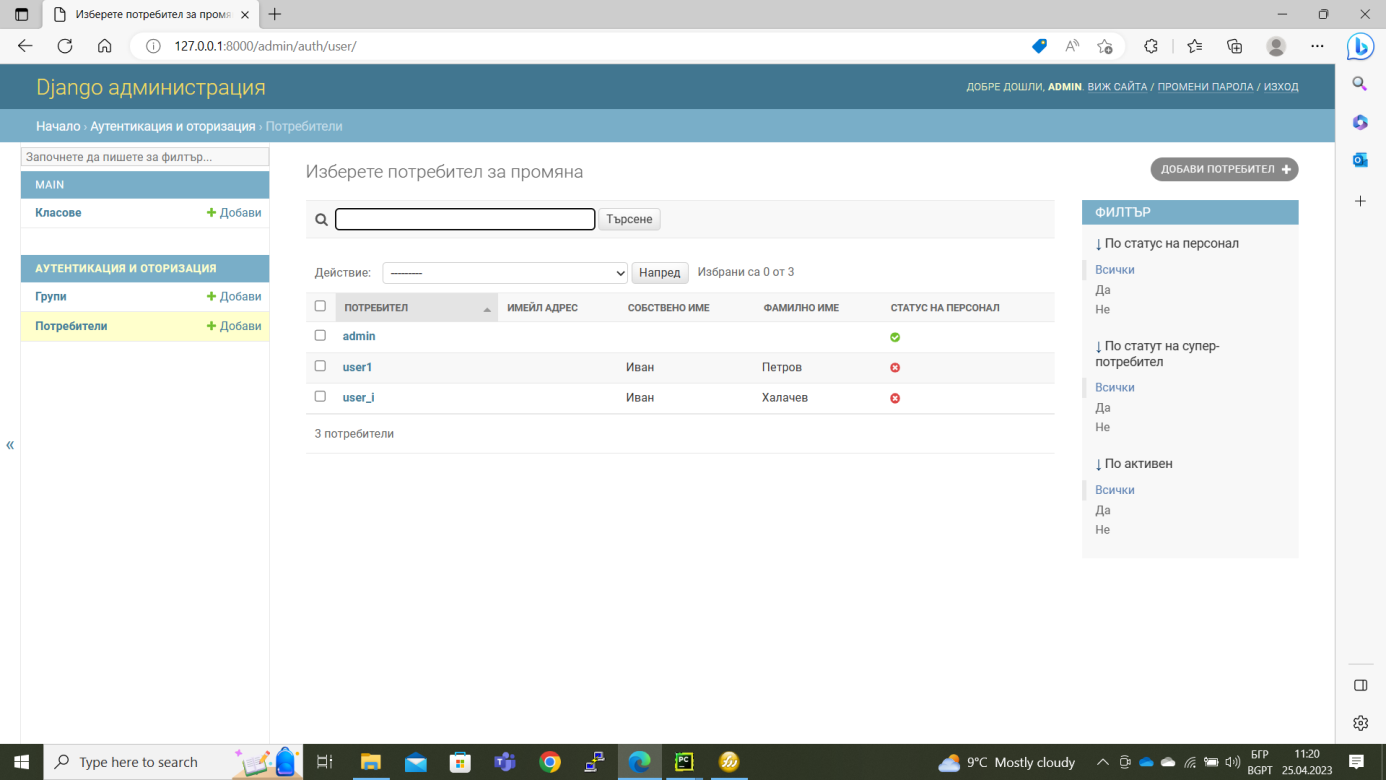 Изберете потребител за промя
127.0.0.1:8000/admin/auth/user/
Django администрация
ДОБРЕ ДОШЛИ, ADMIN. ВИЖ САЙТА / ПРОМЕНИ ПАРОЛА / ИЗХОД
Начало › Аутентикация и оторизация › Потребители
Започнете да пишете за филтър...
MAIN
Класове + Добави
АУТЕНТИКАЦИЯ И ОТОРИЗАЦИЯ
Групи + Добави
Потребители + Добави
«
Изберете потребител за промяна
ДОБАВИ ПОТРЕБИТЕЛ +
Търсене
Действие: --------- Напред Избрани са 0 от 3
ПОТРЕБИТЕЛ ИМЕЙЛ АДРЕС СОБСТВЕНО ИМЕ ФАМИЛНО ИМЕ СТАТУС НА ПЕРСОНАЛ
admin
user1 Иван Петров
user_i Иван Халачев
3 потребители
ФИЛТЪР
↓ По статус на персонал
Всички
Да
Не
↓ По статут на супер-
потребител
Всички
Да
Не
↓ По активен
Всички
Да
Не
Type here to search
PC
9°C Mostly cloudy
БГР
BGPT
11:20
25.04.2023